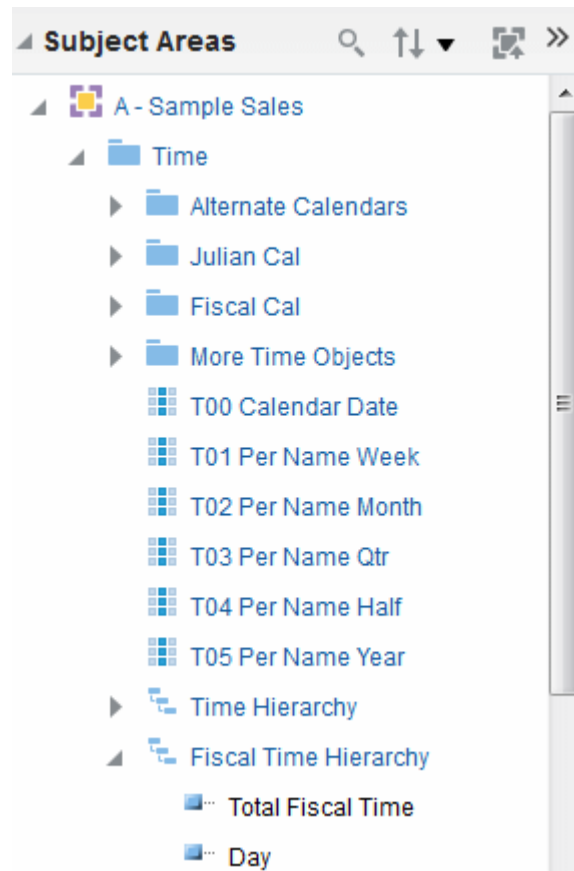 Subject Areas
A - Sample Sales
Time
Alternate Calendars
Julian Cal
Fiscal Cal
More Time Objects
T00 Calendar Date
T01 Per Name Week
T02 Per Name Month
T03 Per Name Qtr
T04 Per Name Half
T05 Per Name Year
Time Hierarchy
Fiscal Time Hierarchy
Total Fiscal Time
Day